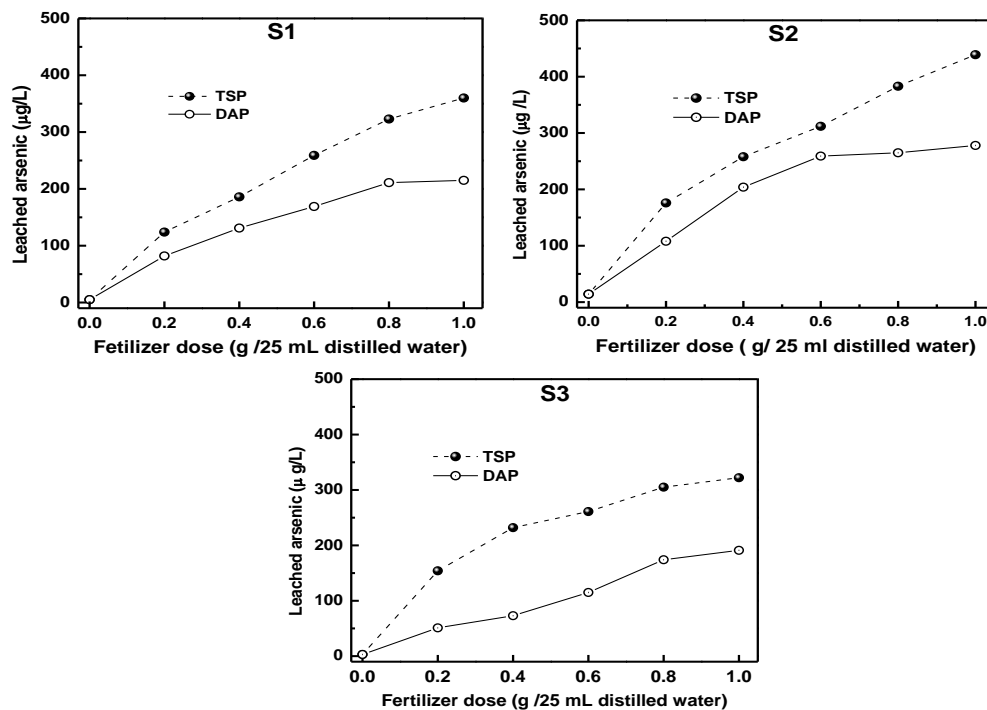 S1
500
400
300
200
100
0
Leached arsenic (µg/L)
TSP
DAP
0.0 0.2 0.4 0.6 0.8 1.0
Fetilizer dose (g /25 mL distilled water)
S2
500
400
300
200
100
0
Leached arsenic (µg /L)
TSP
DAP
0.0 0.2 0.4 0.6 0.8 1.0
Fertilizer dose ( g/ 25 ml distilled water)
S3
500
400
300
200
100
0
Leached arsenic (µ g/L)
TSP
DAP
0.0 0.2 0.4 0.6 0.8 1.0
Fertilizer dose (g /25 mL distilled water)